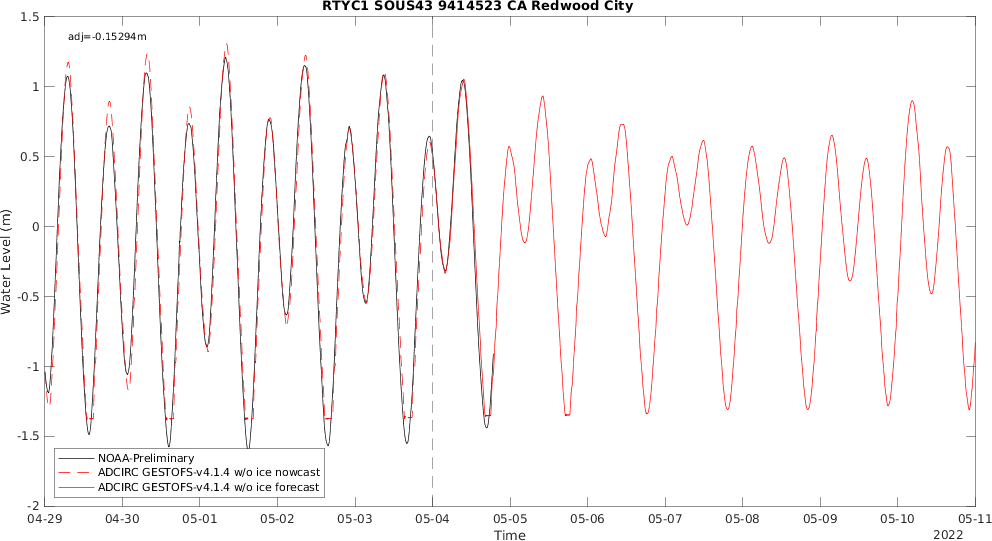 RTYC1 SOUS43 9414523 CA Redwood City
adj=-0.15294m
1.5
1
0.5
0
-0.5
-1
-1.5
-2
Water Level (m)
NOAA-Preliminary
ADCIRC GESTOFS-v4.1.4 w/o ice nowcast
ADCIRC GESTOFS-v4.1.4 w/o ice forecast
04-29 04-30 05-01 05-02 05-03 05-04 05-05 05-06 05-07 05-08 05-09 05-10 05-11
Time
2022